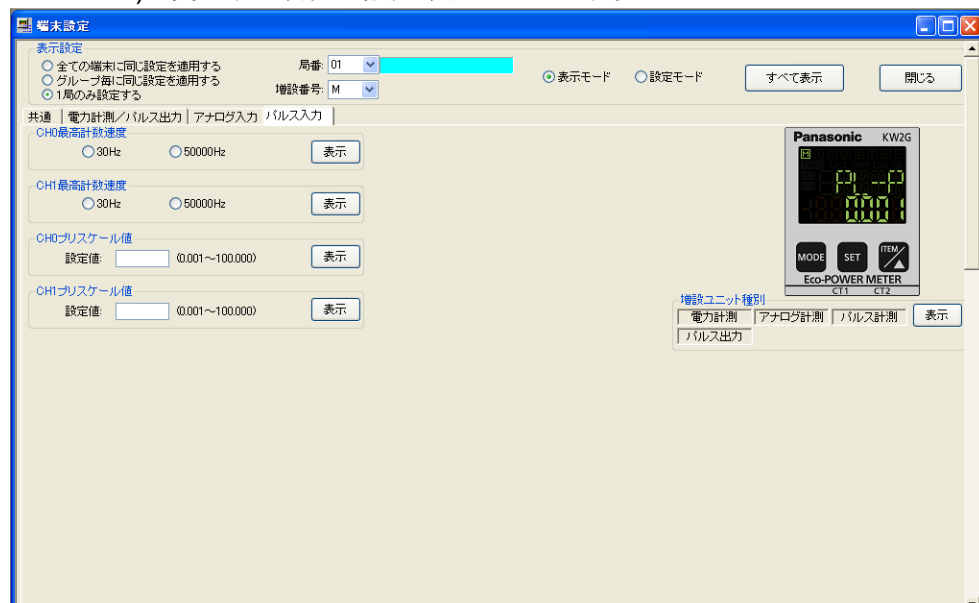 端末設定
表示設定
全ての端末に同じ設定を適用する
グループ毎に同じ設定を適用する
1局のみ設定する
局番: 01
増設番号: M
表示モード 設定モード すべて表示 閉じる
共通 電力計測/パルス出力 アナログ入力 パルス入力
CH0最高計数速度
30Hz 50000Hz 表示
CH1最高計数速度
30Hz 50000Hz 表示
CH0プリスケール値
設定値: (0.001~100.000) 表示
CH1プリスケール値
設定値: (0.001~100.000) 表示
Panasonic KW2G
M
PL-P
0.001
MODE SET ITEM/
Eco-POWER METER
CT1 CT2
増設ユニット種別
電力計測 アナログ計測 パルス計測 表示
パルス出力